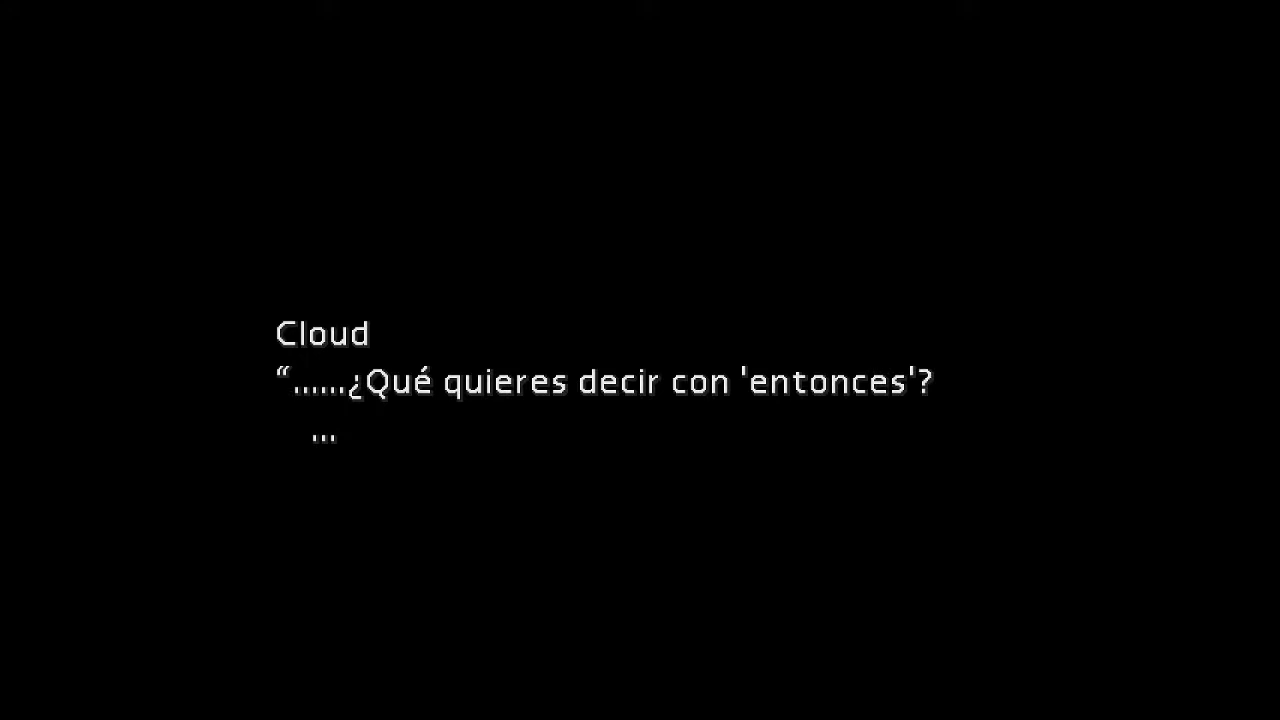 Cloud
“......¿Qué quieres decir con 'entonces'?
...